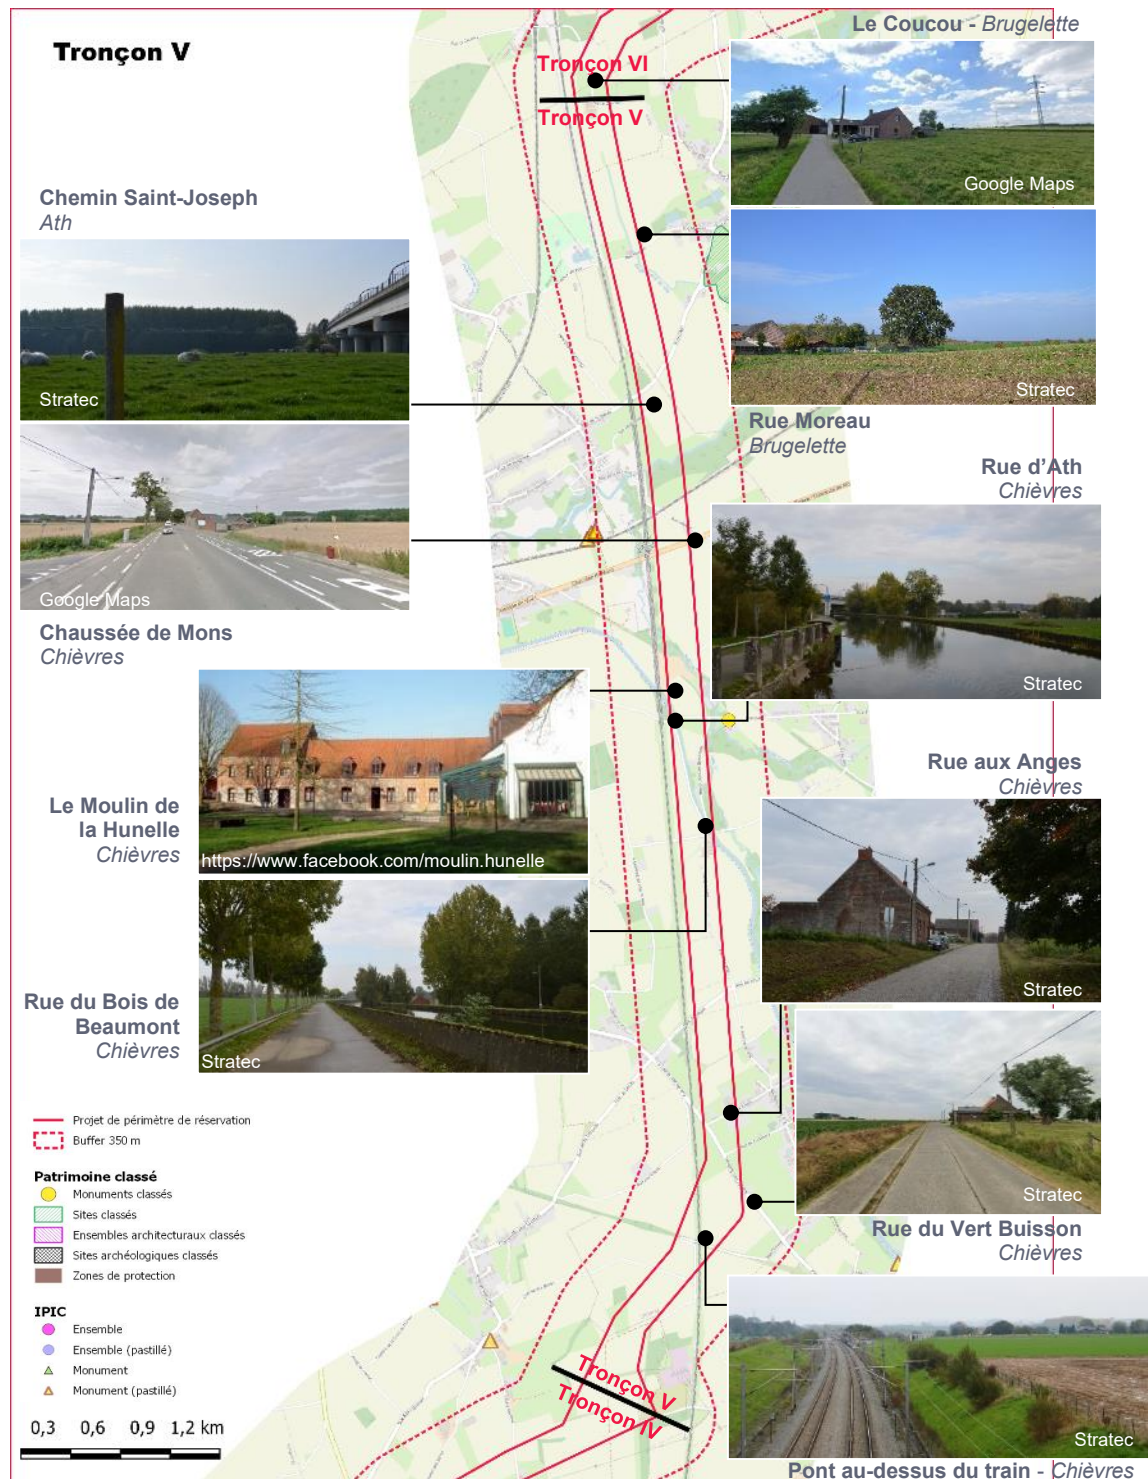 Tronçon V
Le Coucou - Brugelette
Tronçon VI
Tronçon V
Google Maps
Chemin Saint-Joseph
Ath
Stratec
Stratec
Rue Moreau
Brugelette
Rue d'Ath
Chièvres
Google Maps
Chaussée de Mons
Chièvres
Stratec
Rue aux Anges
Chièvres
Le Moulin de
la Hunelle
Chièvres
https://www.facebook.com/moulin.hunelle
Stratec
Rue du Bois de
Beaumont
Chièvres
Stratec
Stratec
Rue du Vert Buisson
Chièvres
Projet de périmètre de réservation
Buffer 350 m
Patrimoine classé
Monuments classés
Sites classés
Ensembles architecturaux classés
Sites archéologiques classés
Zones de protection
IPIC
Ensemble
Ensemble (pastillé)
Monument
Monument (pastillé)
0,3 0,6 0,9 1,2 km
Tronçon V
Tronçon IV
Stratec
Pont au-dessus du train - Chièvres